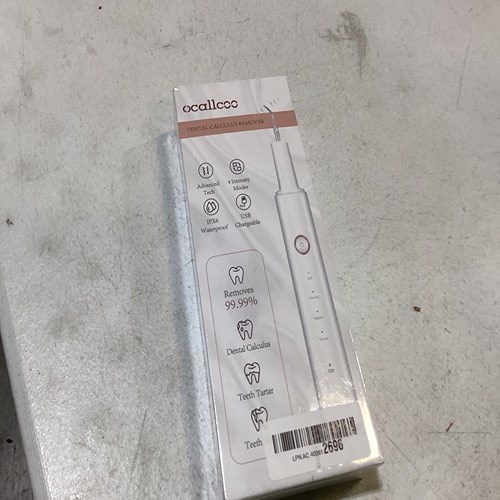 ocallcoo
DENTAL CALCULUS REMOVER
Advanced
Tech
4 Intensity
Modes
IPX6
Waterproof
USB
Chargeable
Removes
99.99%
Dental Calculus
Teeth Tartar
Teeth
LPN AC 40061 2696